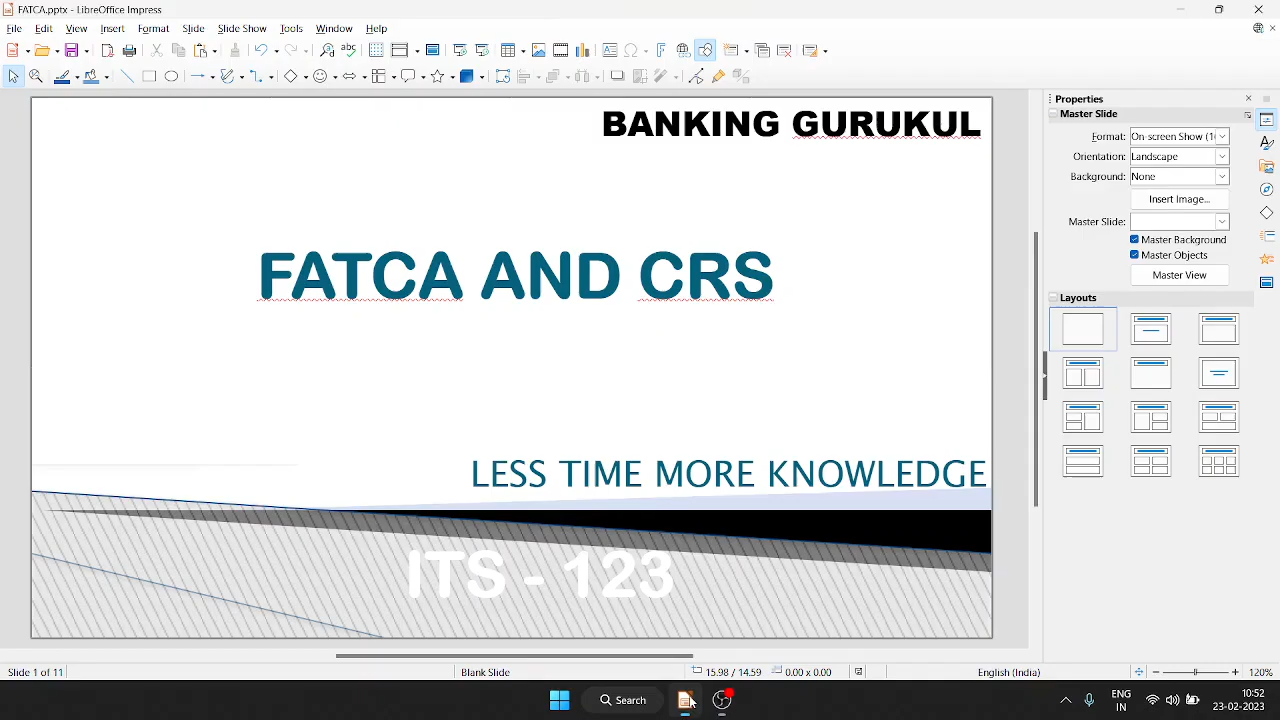 FATCA.pptx - LibreOffice Impress
File Edit View Insert Format Slide Slide Show Tools Window Help
BANKING GURUKUL
FATCA AND CRS
LESS TIME MORE KNOWLEDGE
ITS - 123
Properties
Master Slide
Format: On-screen Show (1
Orientation: Landscape
Background: None
Insert Image...
Master Slide:
Master Background
Master Objects
Master View
Layouts
Slide 1 of 11 Blank Slide 15.98 / 14.59 0.00 x 0.00 English (India) 120%
Search
ENG
IN
10:52
23-02-2023